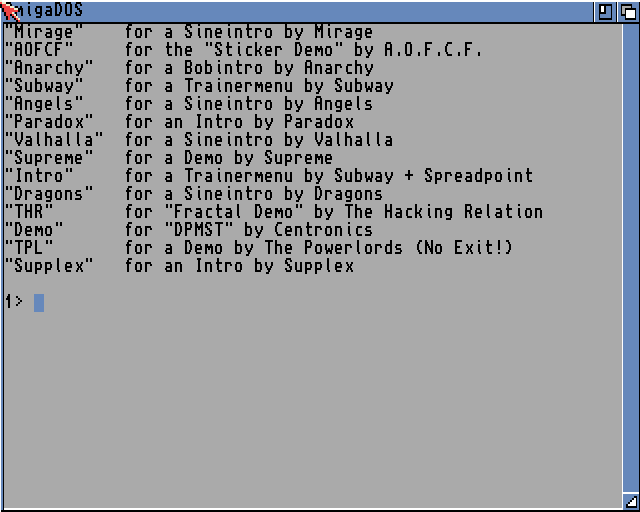 AmigaDOS
"Mirage" for a Sineintro by Mirage
"AOFCF" for the "Sticker Demo" by A.O.F.C.F.
"Anarchy" for a Bobintro by Anarchy
"Subway" for a Trainermenu by Subway
"Angels" for a Sineintro by Angels
"Paradox" for an Intro by Paradox
"Valhalla" for a Sineintro by Valhalla
"Supreme" for a Demo by Supreme
"Intro" for a Trainermenu by Subway + Spreadpoint
"Dragons" for a Sineintro by Dragons
"THR" for "Fractal Demo" by The Hacking Relation
"Demo" for "DPMST" by Centronics
"TPL" for a Demo by The Powerlords (No Exit!)
"Supplex" for an Intro by Supplex
1>